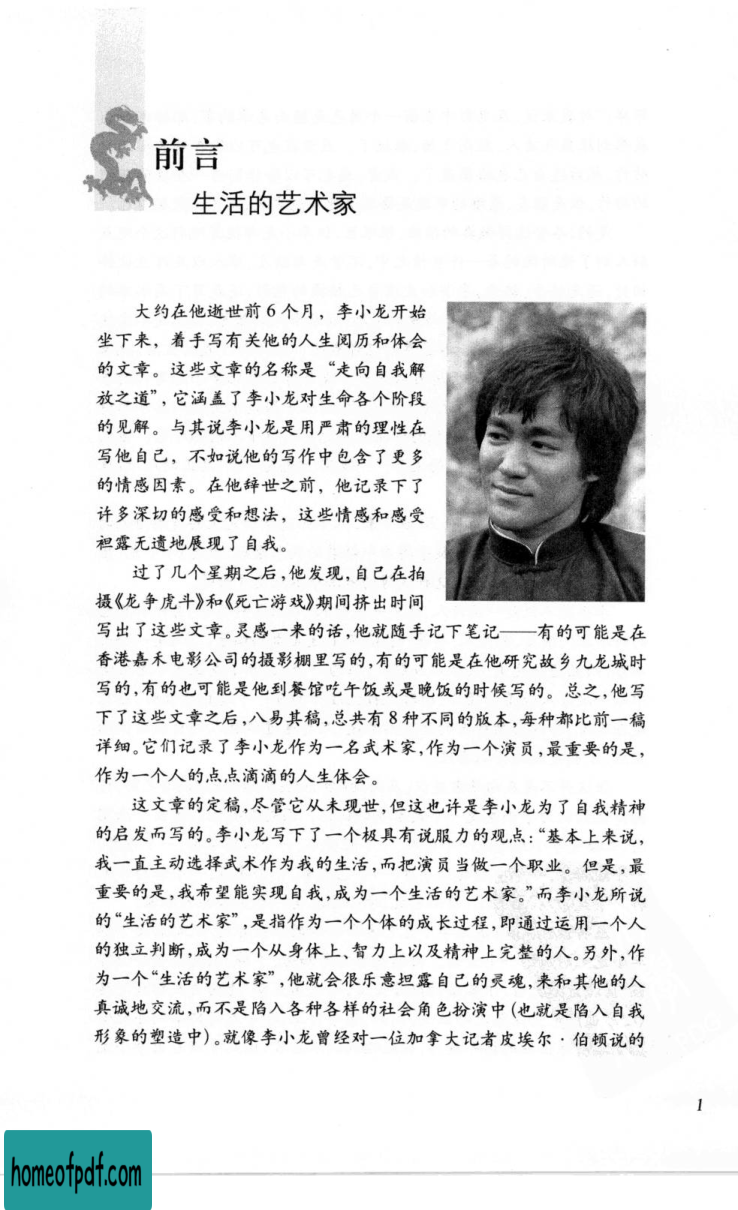 前言
生活的艺术家
大约在他逝世前6个月，李小龙开始
坐下来，着手写有关他的人生阅历和体会
的文章。这些文章的名称是“走向自我解
放之道”，它涵盖了李小龙对生命各个阶段
的见解。与其说李小龙是用严肃的理性在
写他自己，不如说他的写作中包含了更多
的情感因素。在他辞世之前，他记录下了
许多深切的感受和想法，这些情感和感受
袒露无遗地展现了自我。
过了几个星期之后，他发现，自己在拍
摄《龙争虎斗》和《死亡游戏》期间挤出时间
写出了这些文章。灵感一来的话，他就随手记下笔记——有的可能是在
香港嘉禾电影公司的摄影棚里写的，有的可能是在他研究故乡九龙城时
写的，有的也可能是他到餐馆吃午饭或是晚饭的时候写的。总之，他写
下了这些文章之后，八易其稿，总共有8种不同的版本，每种都比前一稿
详细。它们记录了李小龙作为一名武术家，作为一个演员，最重要的是，
作为一个人的点点滴滴的人生体会。
这文章的定稿，尽管它从未现世，但这也许是李小龙为了自我精神
的启发而写的。李小龙写下了一个极具有说服力的观点：“基本上来说，
我一直主动选择武术作为我的生活，而把演员当做一个职业。但是，最
重要的是，我希望能实现自我，成为一个生活的艺术家。”而李小龙所说
的“生活的艺术家”，是指作为一个个体的成长过程，即通过运用一个人
的独立判断，成为一个从身体上、智力上以及精神上完整的人。另外，作
为一个“生活的艺术家”，他就会很乐意坦露自己的灵魂，来和其他的人
真诚地交流，而不是陷入各种各样的社会角色扮演中（也就是陷入自我
形象的塑造中）。就像李小龙曾经对一位加拿大记者皮埃尔·伯顿说的
1
homeofpdf.com